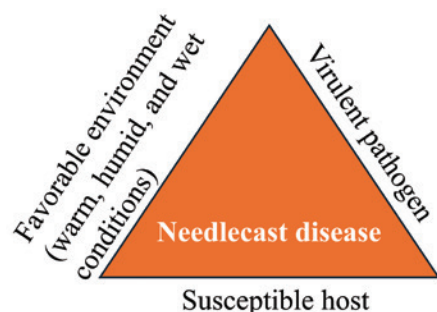 Favorable environment
(warm, humid, and wet
conditions)
Virulent pathogen
Needlecast disease
Susceptible host